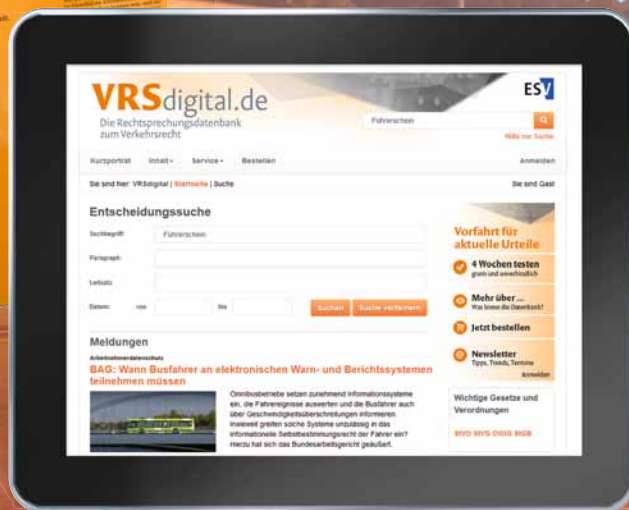 VRSdigital.de
Die Rechtsprechungsdatenbank
zum Verkehrsrecht
ESV
Führerschein
Hilfe zur Suche
Kurzporträt Inhalt Service Bestellen Anmelden
Sie sind hier: VRSdigital | Startseite | Suche Sie sind Gast
Entscheidungssuche
Suchbegriff: Führerschein
Paragraph:
Leitsatz:
Datum: von bis Suchen Suche verfeinern
Meldungen
Arbeitnehmerdatenschutz
BAG: Wann Busfahrer an elektronischen Warn- und Berichtssystemen
teilnehmen müssen
Omnibusbetriebe setzen zunehmend Informationssysteme
ein, die Fahrereignisse auswerten und die Busfahrer auch
über Geschwindigkeitsüberschreitungen informieren.
Inwieweit greifen solche Systeme unzulässig in das
informationelle Selbstbestimmungsrecht der Fahrer ein?
Hierzu hat sich das Bundesarbeitsgericht geäußert.
Vorfahrt für
aktuelle Urteile
4 Wochen testen
gratis und unverbindlich
Mehr über ...
Was leistet die Datenbank?
Jetzt bestellen
Newsletter
Tipps, Trends, Termine
Anmelden
Wichtige Gesetze und
Verordnungen